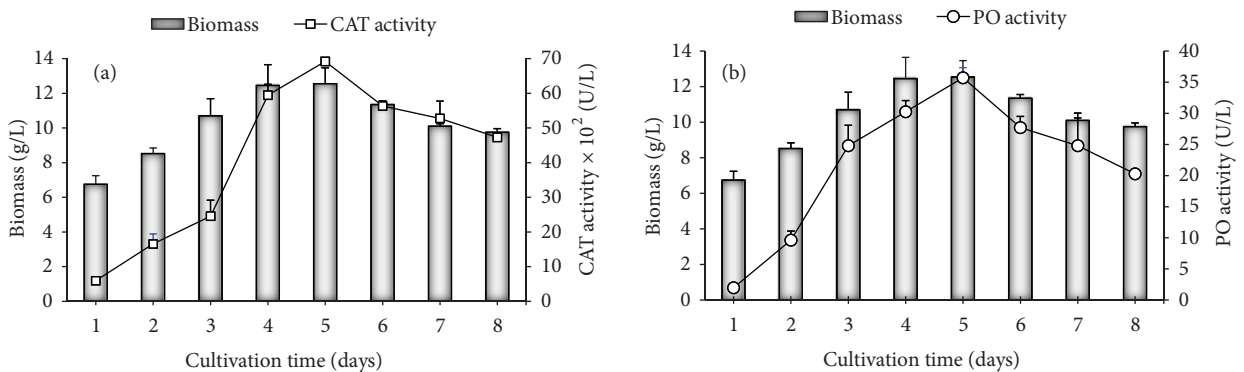 Biomass CAT activity
(a)
14
12
10
8
6
4
2
0
Biomass (g/L)
70
60
50
40
30
20
10
0
CAT activity × 10² (U/L)
1 2 3 4 5 6 7 8
Cultivation time (days)
Biomass PO activity
(b)
14
12
10
8
6
4
2
0
Biomass (g/L)
40
35
30
25
20
15
10
5
0
PO activity (U/L)
1 2 3 4 5 6 7 8
Cultivation time (days)